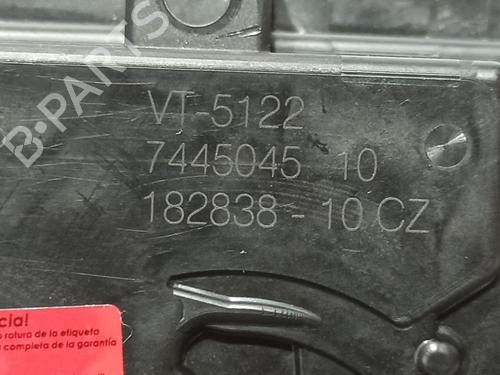 B-PARTS
VT-5122
7445045 10
182838 - 10 CZ
cial!
rotura de la etiqueta
completa de la garantía